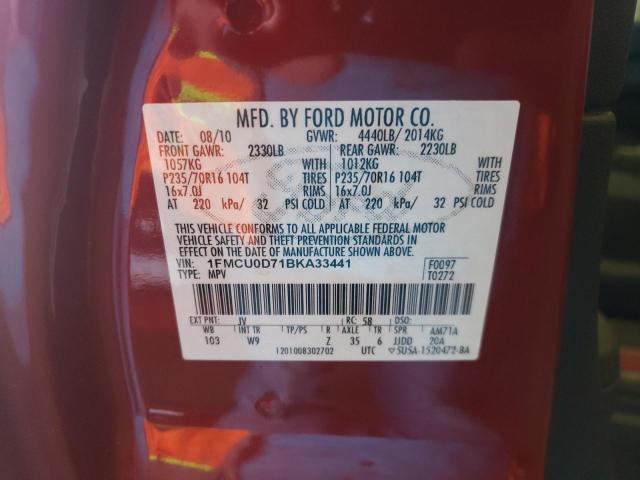 MFD. BY FORD MOTOR CO.
DATE: 08/10 GVWR: 4440LB/ 2014KG
FRONT GAWR: 2330LB REAR GAWR: 2230LB
1057KG WITH 1012KG WITH
P235/70R16 104T TIRES P235/70R16 104T TIRES
16x7.0J RIMS 16x7.0J RIMS
AT 220 kPa/ 32 PSI COLD AT 220 kPa/ 32 PSI COLD
THIS VEHICLE CONFORMS TO ALL APPLICABLE FEDERAL MOTOR
VEHICLE SAFETY AND THEFT PREVENTION STANDARDS IN
EFFECT ON THE DATE OF MANUFACTURE SHOWN ABOVE.
VIN: 1FMCU0D71BKA33441 F0097
TYPE: MPV T0272
EXT PNT: JV RC: 58 DSO:
WB INT TR TP/PS R AXLE TR SPR AM71A
103 W9 Z 35 6 JJDD 20A
1201008302702 UTC ▽5USA-1520472-BA
Ford